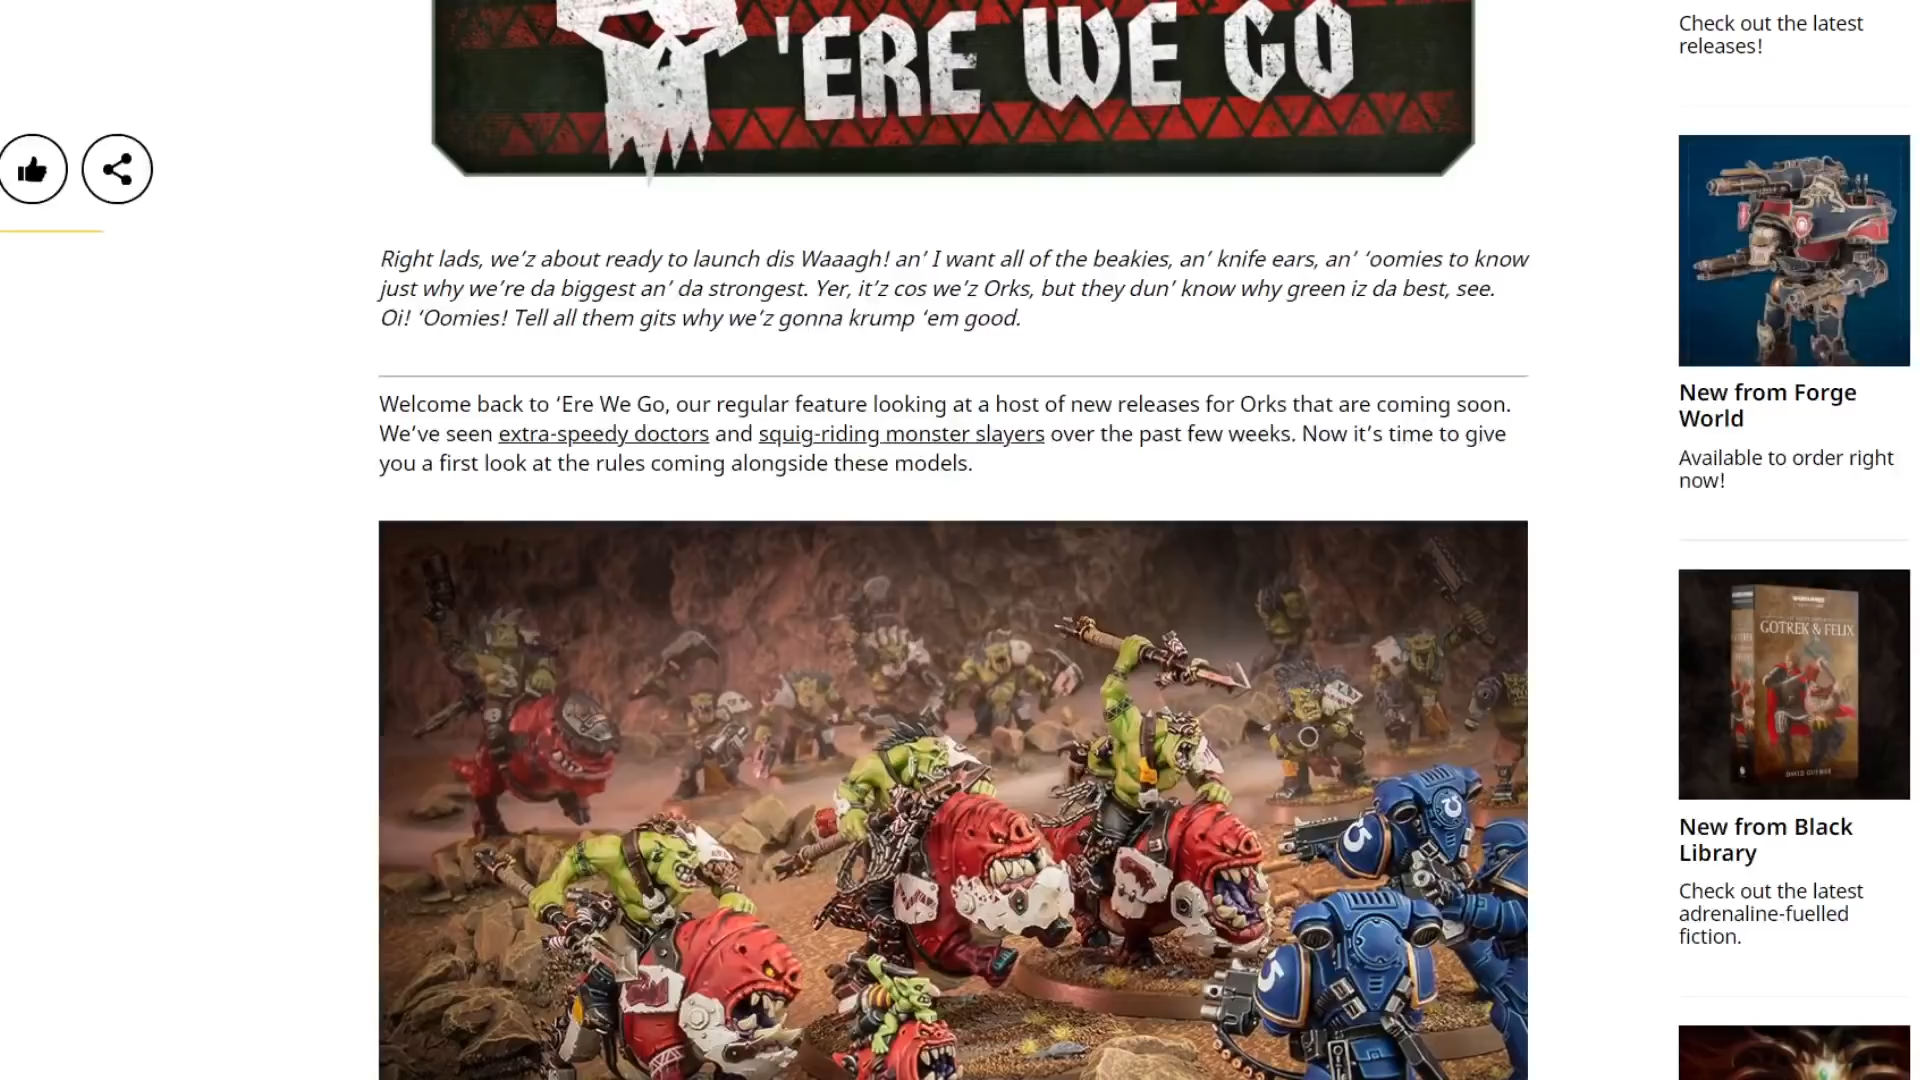 'ERE WE GO
Right lads, we’z about ready to launch dis Waaagh! an’ I want all of the beakies, an’ knife ears, an’ ‘oomies to know
just why we’re da biggest an’ da strongest. Yer, it’z cos we’z Orks, but they dun’ know why green iz da best, see.
Oi! ‘Oomies! Tell all them gits why we’z gonna krump ‘em good.
Welcome back to ‘Ere We Go, our regular feature looking at a host of new releases for Orks that are coming soon.
We’ve seen extra-speedy doctors and squig-riding monster slayers over the past few weeks. Now it’s time to give
you a first look at the rules coming alongside these models.
Check out the latest
releases!
New from Forge
World
Available to order right
now!
WARHAMMER
GOTREK & FELIX
DAVID GUYMER
New from Black
Library
Check out the latest
adrenaline-fuelled
fiction.